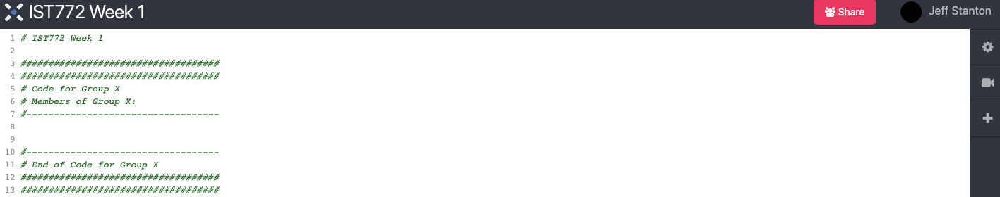 IST772 Week 1
Share
Jeff Stanton
1 # IST772 Week 1
2
3 ####################################
4 ####################################
5 # Code for Group X
6 # Members of Group X:
7 #-----------------------------------
8
9
10 #-----------------------------------
11 # End of Code for Group X
12 ####################################
13 ####################################